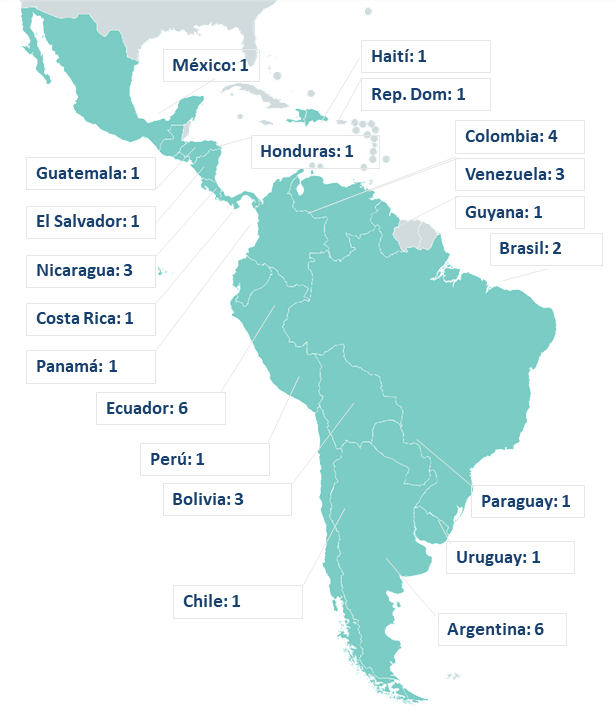 México: 1
Haití: 1
Rep. Dom: 1
Colombia: 4
Honduras: 1
Venezuela: 3
Guatemala: 1
Guyana: 1
El Salvador: 1
Brasil: 2
Nicaragua: 3
Costa Rica: 1
Panamá: 1
Ecuador: 6
Perú: 1
Bolivia: 3
Paraguay: 1
Uruguay: 1
Chile: 1
Argentina: 6